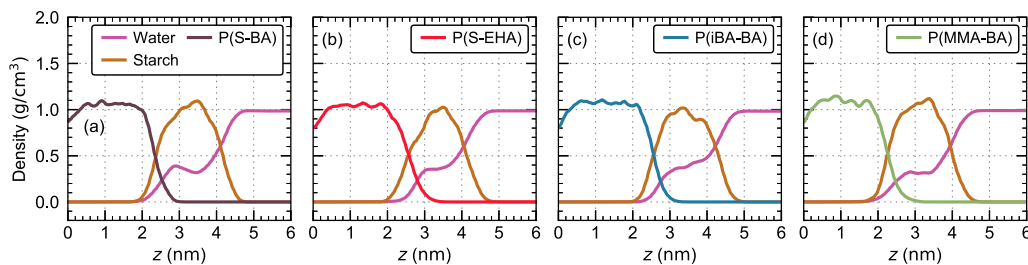 Density (g/cm³)
2.0
1.5
1.0
0.5
0.0
Water
P(S-BA)
Starch
(a)
0 1 2 3 4 5 6
z (nm)
(b)
P(S-EHA)
0 1 2 3 4 5 6
z (nm)
(c)
P(iBA-BA)
0 1 2 3 4 5 6
z (nm)
(d)
P(MMA-BA)
0 1 2 3 4 5 6
z (nm)